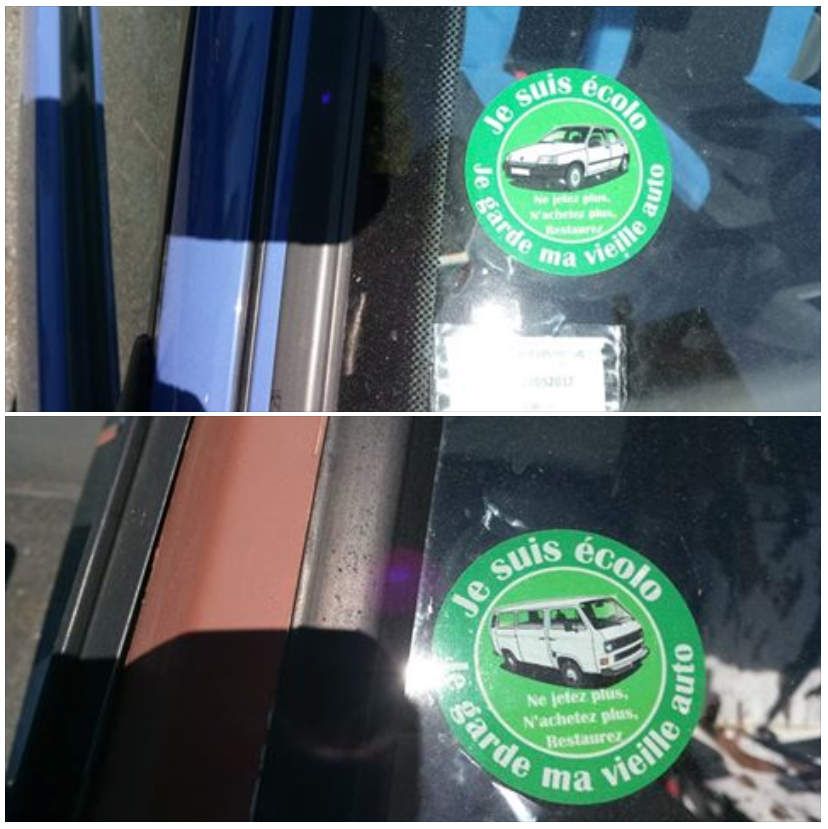 Je suis écolo
Je garde ma vieille auto
Ne jetez plus,
N'achetez plus,
Restaurez
Je suis écolo
Je garde ma vieille auto
Ne jetez plus,
N'achetez plus,
Restaurez